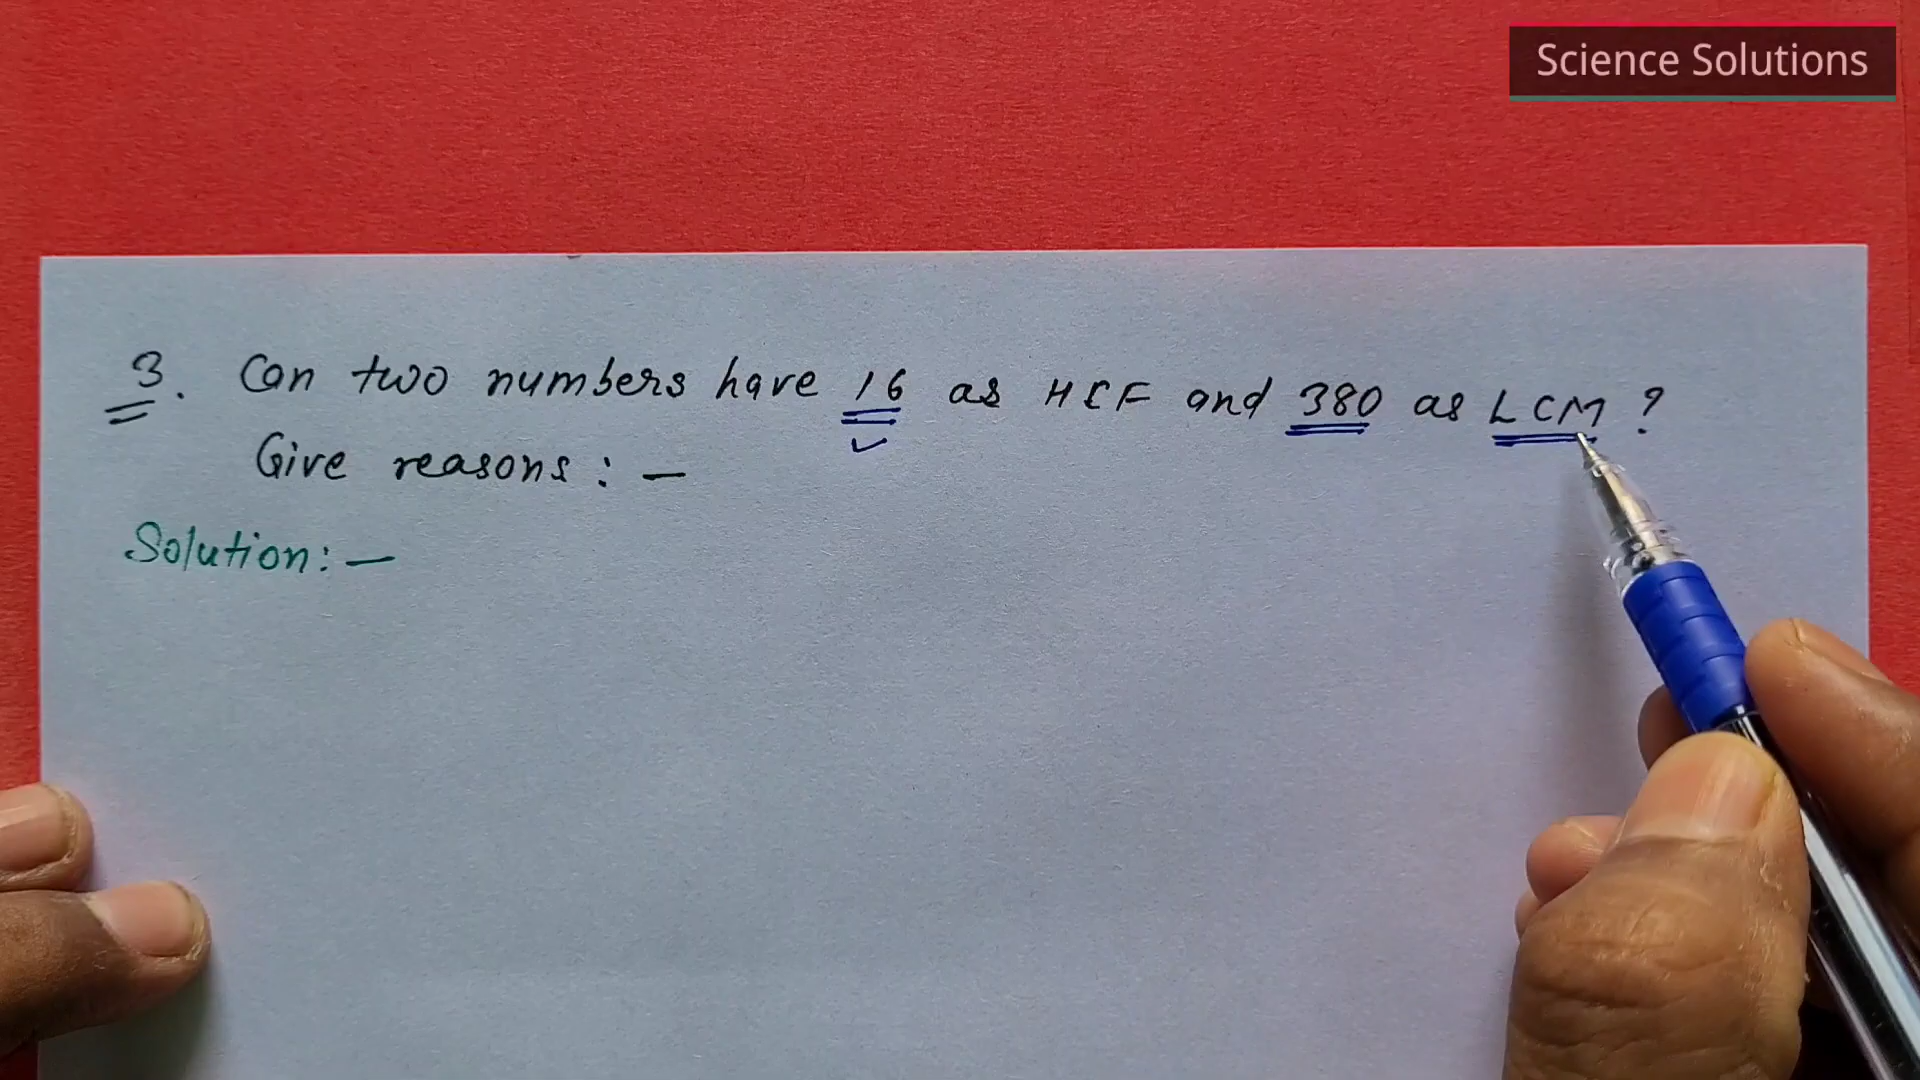 Science Solutions
3. Can two numbers have 16 as HCF and 380 as LCM ?
Give reasons : —
Solution : —